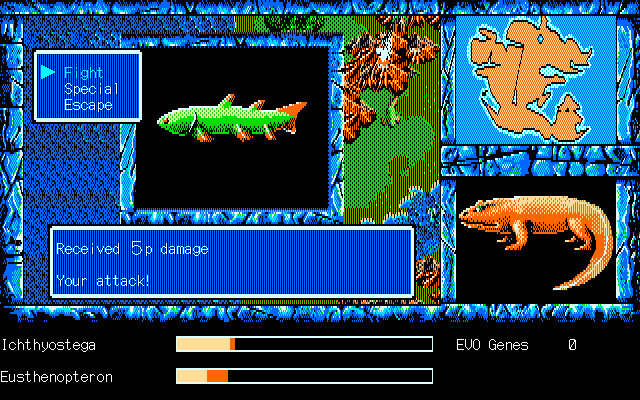 Fight
Special
Escape
Received 5p damage
Your attack!
Ichthyostega
EVO Genes 0
Eusthenopteron